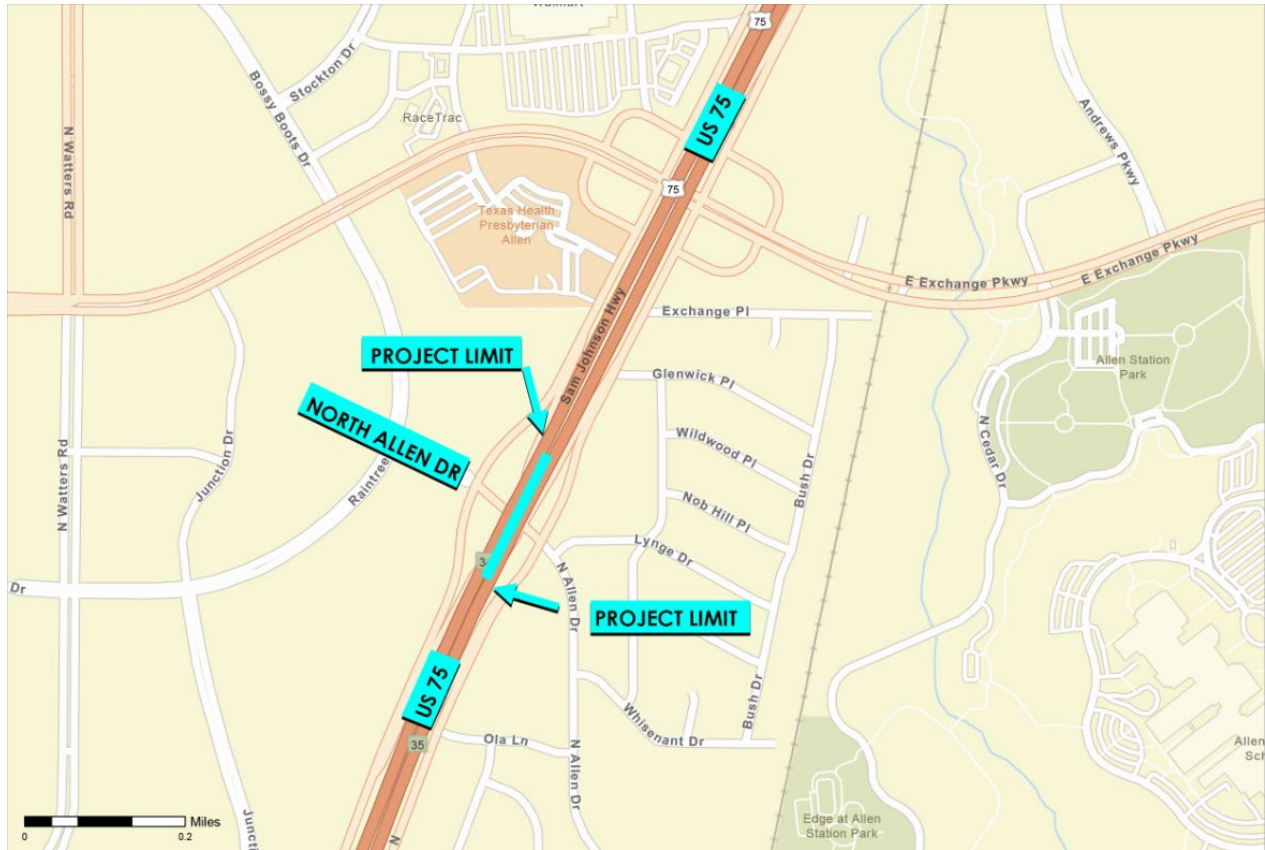 Walmart
75
Stockton Dr
Bossy Boots Dr
RaceTrac
N Watters Rd
US 75
Andrews Pkwy
75
Texas Health
Presbyterian
Allen
E Exchange Pkwy
E Exchange Pkwy
Sam Johnson Hwy
Exchange Pl
PROJECT LIMIT
Glenwick Pl
Allen Station
Park
NORTH ALLEN DR
Wildwood Pl
Bush Dr
N Cedar Dr
Junction Dr
N Watters Rd
Raintree
Nob Hill Pl
Lynge Dr
3
Dr
N Allen Dr
PROJECT LIMIT
US 75
Bush Dr
Whisenant Dr
Ola Ln
35
N Allen Dr
Allen
Sch
Junc
N
Edge at Allen
Station Park
Miles
0
0.2